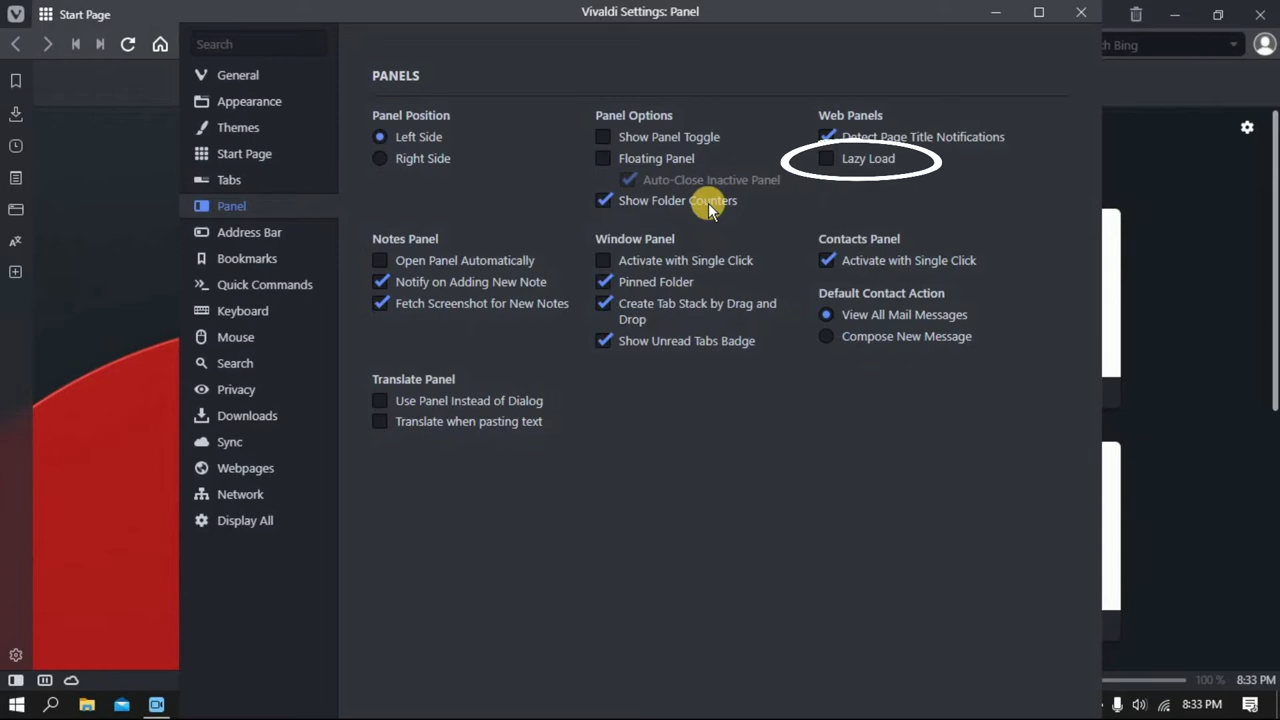 Start Page
Vivaldi Settings: Panel
Search
ch Bing
General
Appearance
Themes
Start Page
Tabs
Panel
Address Bar
Bookmarks
Quick Commands
Keyboard
Mouse
Search
Privacy
Downloads
Sync
Webpages
Network
Display All
PANELS
Panel Position
Left Side
Right Side
Panel Options
Show Panel Toggle
Floating Panel
Auto-Close Inactive Panel
Show Folder Counters
Web Panels
Detect Page Title Notifications
Lazy Load
Notes Panel
Open Panel Automatically
Notify on Adding New Note
Fetch Screenshot for New Notes
Window Panel
Activate with Single Click
Pinned Folder
Create Tab Stack by Drag and
Drop
Show Unread Tabs Badge
Contacts Panel
Activate with Single Click
Default Contact Action
View All Mail Messages
Compose New Message
Translate Panel
Use Panel Instead of Dialog
Translate when pasting text
100 %
8:33 PM
8:33 PM